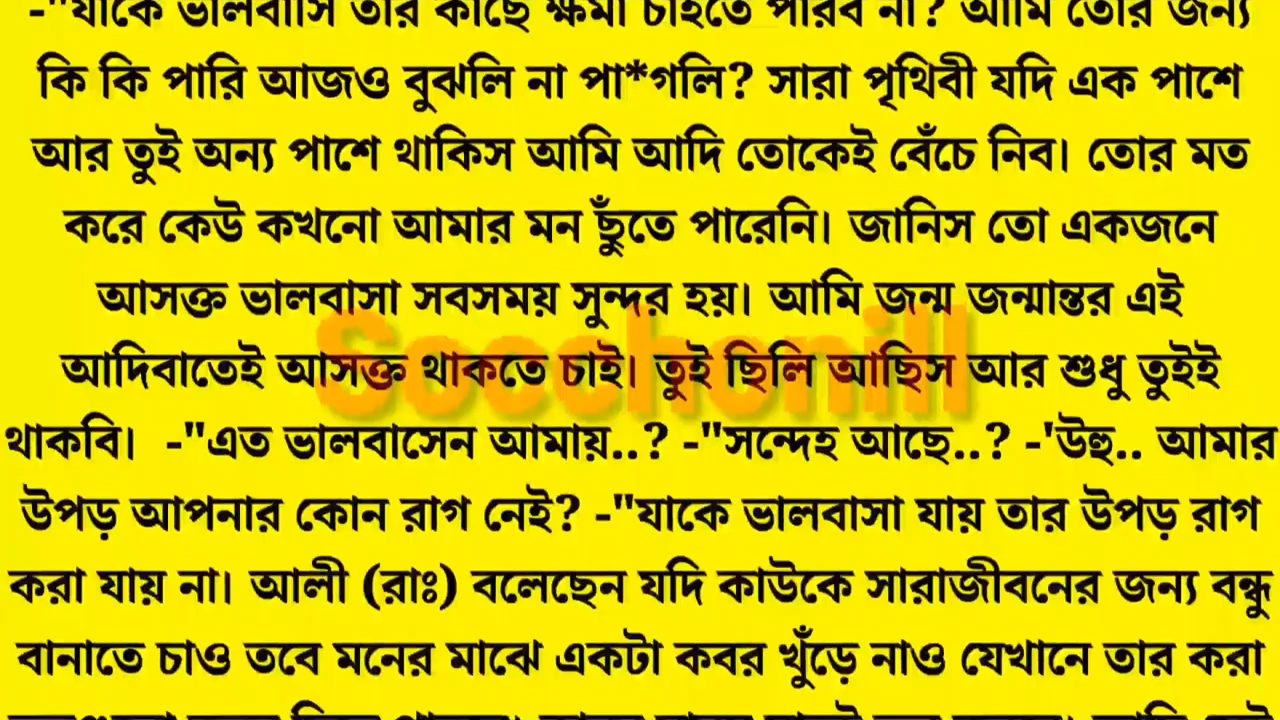 -"যাকে ভালবাসি তার কাছে ক্ষমা চাইতে পারব না? আমি তোর জন্য
কি কি পারি আজও বুঝলি না পা*গলি? সারা পৃথিবী যদি এক পাশে
আর তুই অন্য পাশে থাকিস আমি আদি তোকেই বেঁচে নিব। তোর মত
করে কেউ কখনো আমার মন ছুঁতে পারেনি। জানিস তো একজনে
আসক্ত ভালবাসা সবসময় সুন্দর হয়। আমি জন্ম জন্মান্তর এই
আদিবাতেই আসক্ত থাকতে চাই। তুই ছিলি আছিস আর শুধু তুইই
থাকবি। -"এত ভালবাসেন আমায়..? -"সন্দেহ আছে..? -'উহু.. আমার
উপড় আপনার কোন রাগ নেই? -"যাকে ভালবাসা যায় তার উপড় রাগ
করা যায় না। আলী (রাঃ) বলেছেন যদি কাউকে সারাজীবনের জন্য বন্ধু
বানাতে চাও তবে মনের মাঝে একটা কবর খুঁড়ে নাও যেখানে তার করা
Socchonill